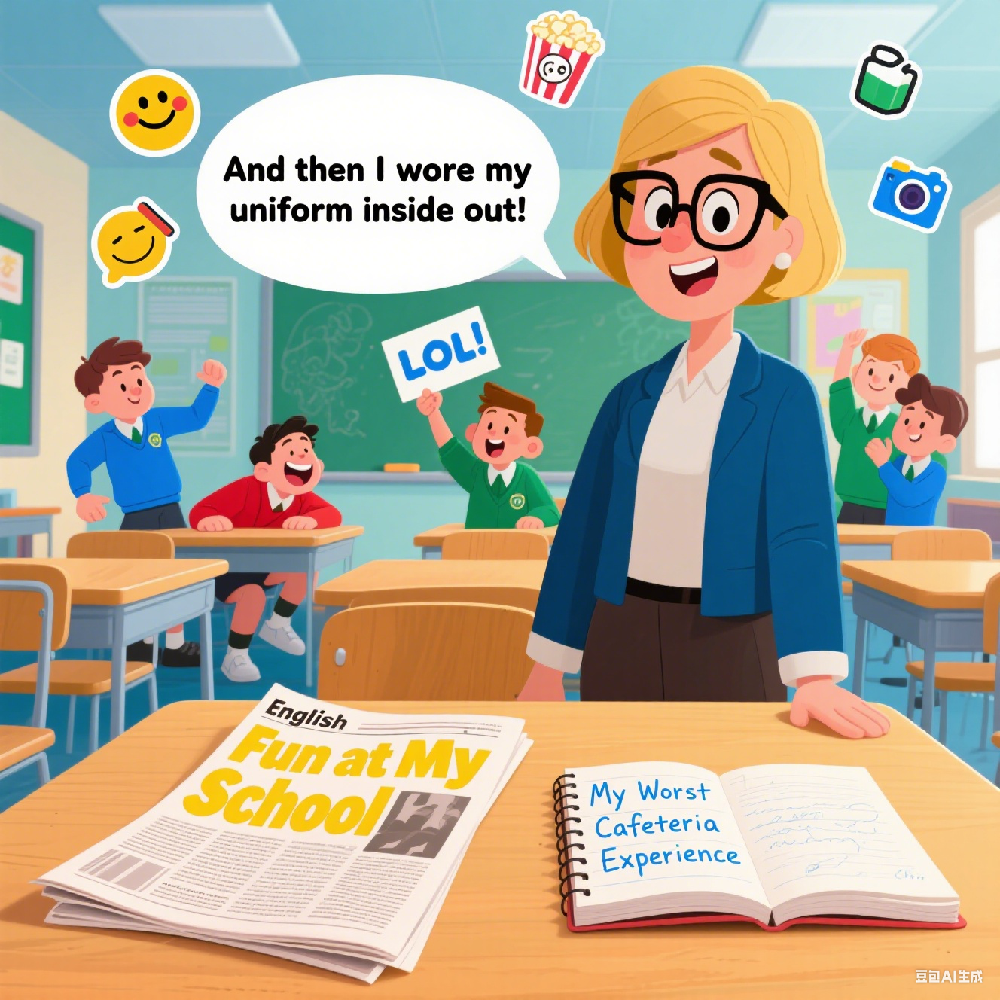 And then I wore my
uniform inside out!
LOL!
English
Fun at My
School
My Worst
Cafeteria
Experience
豆包AI生成